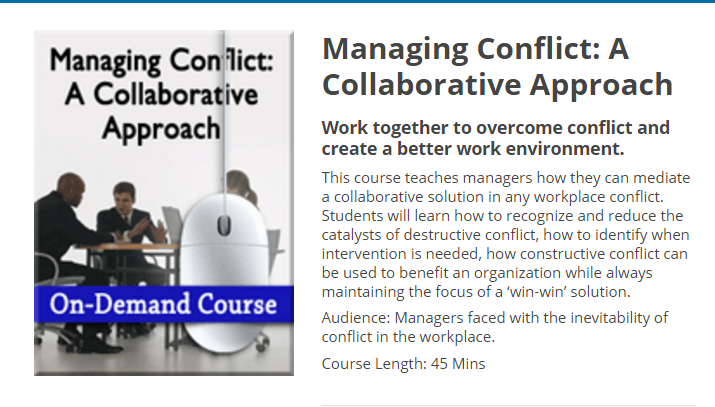 Managing Conflict:
A Collaborative
Approach
On-Demand Course
Managing Conflict: A
Collaborative Approach
Work together to overcome conflict and
create a better work environment.
This course teaches managers how they can mediate
a collaborative solution in any workplace conflict.
Students will learn how to recognize and reduce the
catalysts of destructive conflict, how to identify when
intervention is needed, how constructive conflict can
be used to benefit an organization while always
maintaining the focus of a ‘win-win’ solution.
Audience: Managers faced with the inevitability of
conflict in the workplace.
Course Length: 45 Mins